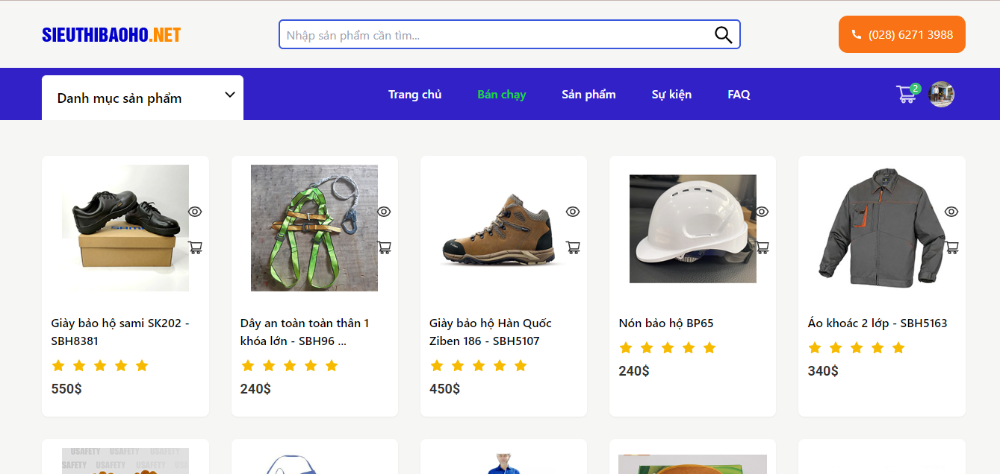 SIEUTHIBAOHO.NET
Nhập sản phẩm cần tìm...
(028) 6271 3988
Danh mục sản phẩm
Trang chủ
Bán chạy
Sản phẩm
Sự kiện
FAQ
2
SAMI
Giày bảo hộ sami SK202 -
SBH8381
550$
Dây an toàn toàn thân 1
khóa lớn - SBH96 ...
240$
Giày bảo hộ Hàn Quốc
Ziben 186 - SBH5107
450$
Nón bảo hộ BP65
240$
Áo khoác 2 lớp - SBH5163
340$
USAFETY USAFETY USAFETY
SAFETY USAFETY USAFETY